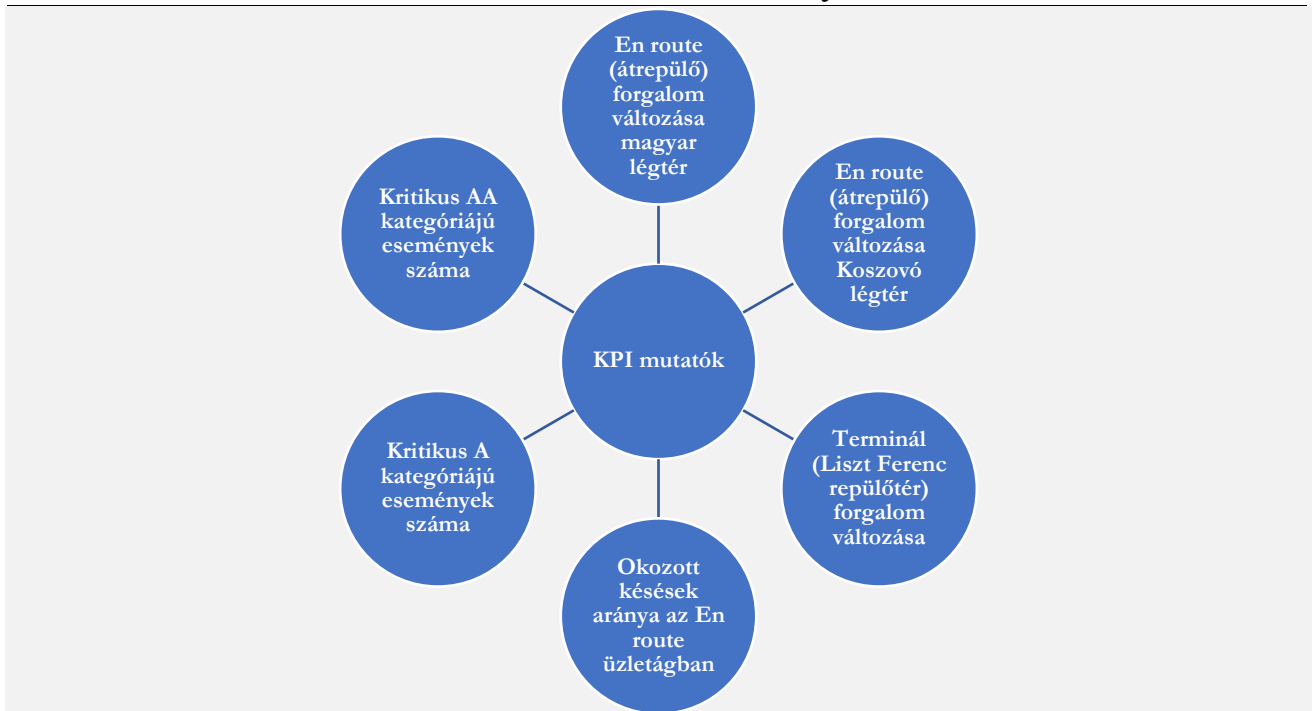 En route
(átrepülő)
forgalom
változása
magyar
légtér
En route
(átrepülő)
forgalom
változása
Koszovó
légtér
Terminál
(Liszt Ferenc
repülőtér)
forgalom
változása
Okozott
késések
aránya az En
route
üzletágban
Kritikus A
kategóriájú
események
száma
Kritikus AA
kategóriájú
események
száma
KPI mutatók